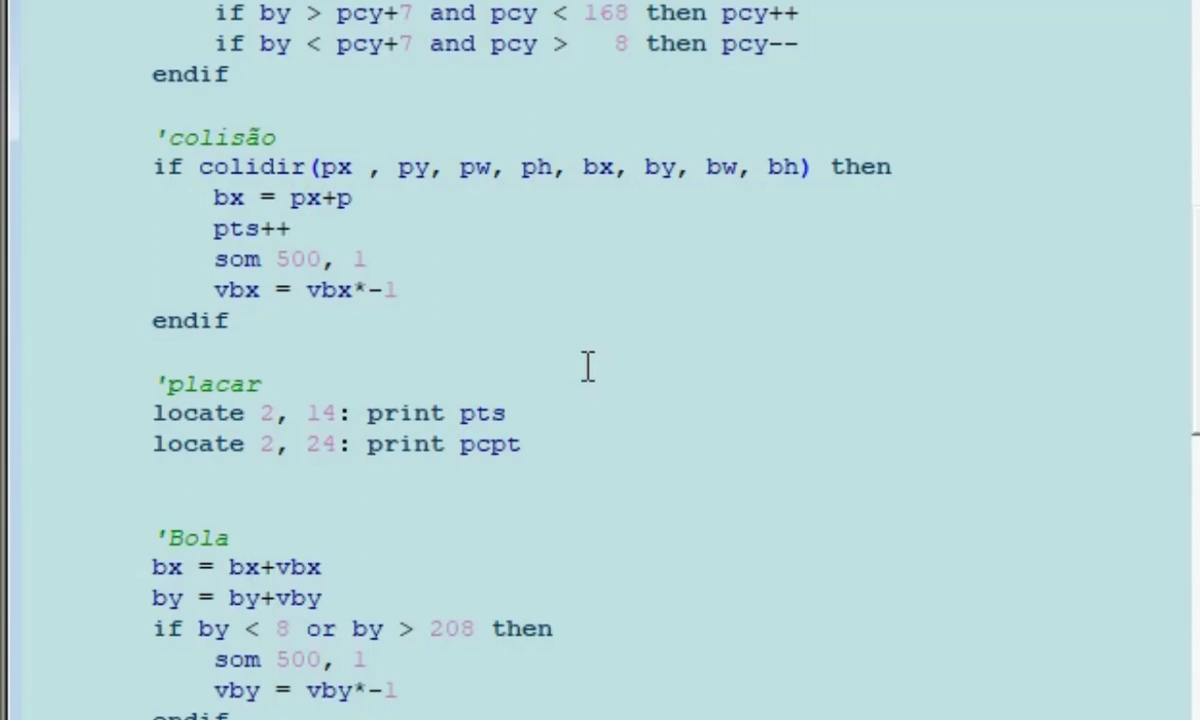 if by > pcy+7 and pcy < 168 then pcy++
if by < pcy+7 and pcy > 8 then pcy--
endif
'colisão
if colidir(px , py, pw, ph, bx, by, bw, bh) then
bx = px+p
pts++
som 500, 1
vbx = vbx*-1
endif
'placar
locate 2, 14: print pts
locate 2, 24: print pcpt
'Bola
bx = bx+vbx
by = by+vby
if by < 8 or by > 208 then
som 500, 1
vby = vby*-1
endif